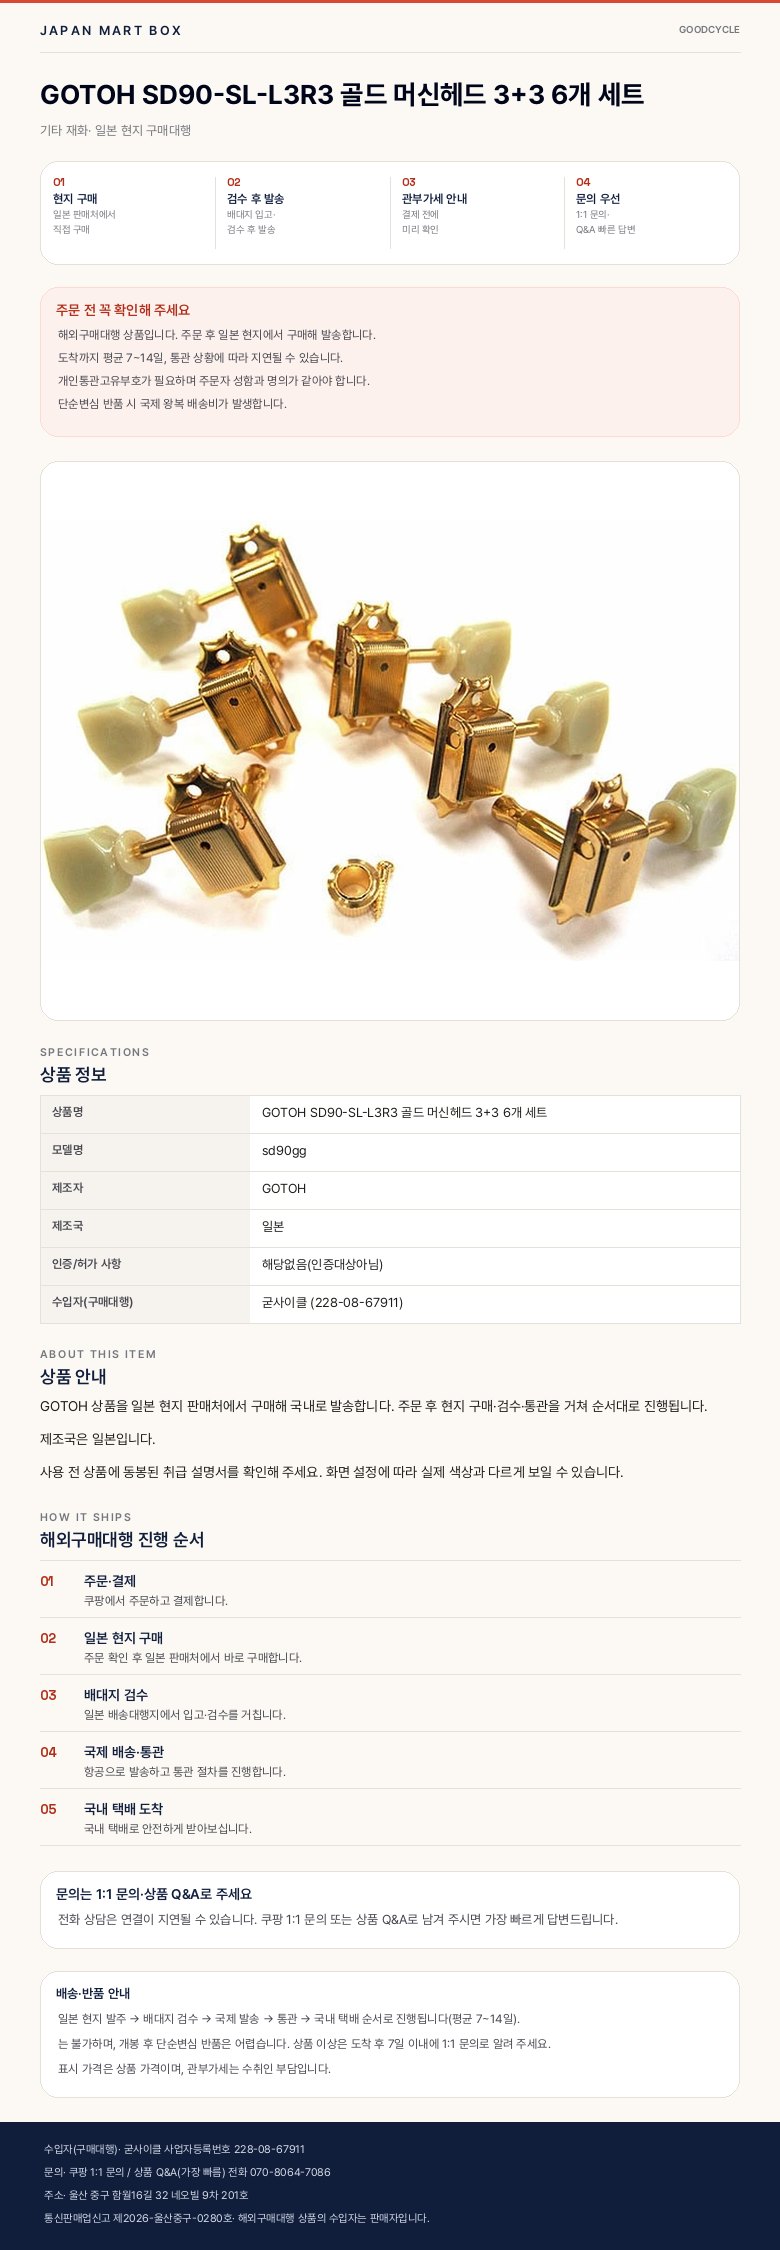 JAPAN MART BOX
GOODCYCLE
GOTOH SD90-SL-L3R3 골드 머신헤드 3+3 6개 세트
기타 재화· 일본 현지 구매대행
01
현지 구매
일본 판매처에서
직접 구매
02
검수 후 발송
배대지 입고·
검수 후 발송
03
관부가세 안내
결제 전에
미리 확인
04
문의 우선
1:1 문의·
Q&A 빠른 답변
주문 전 꼭 확인해 주세요
해외구매대행 상품입니다. 주문 후 일본 현지에서 구매해 발송합니다.
도착까지 평균 7~14일, 통관 상황에 따라 지연될 수 있습니다.
개인통관고유부호가 필요하며 주문자 성함과 명의가 같아야 합니다.
단순변심 반품 시 국제 왕복 배송비가 발생합니다.
SPECIFICATIONS
상품 정보
상품명 GOTOH SD90-SL-L3R3 골드 머신헤드 3+3 6개 세트
모델명 sd90gg
제조자 GOTOH
제조국 일본
인증/허가 사항 해당없음(인증대상아님)
수입자(구매대행) 굳사이클 (228-08-67911)
ABOUT THIS ITEM
상품 안내
GOTOH 상품을 일본 현지 판매처에서 구매해 국내로 발송합니다. 주문 후 현지 구매·검수·통관을 거쳐 순서대로 진행됩니다.
제조국은 일본입니다.
사용 전 상품에 동봉된 취급 설명서를 확인해 주세요. 화면 설정에 따라 실제 색상과 다르게 보일 수 있습니다.
HOW IT SHIPS
해외구매대행 진행 순서
01 주문·결제
쿠팡에서 주문하고 결제합니다.
02 일본 현지 구매
주문 확인 후 일본 판매처에서 바로 구매합니다.
03 배대지 검수
일본 배송대행지에서 입고·검수를 거칩니다.
04 국제 배송·통관
항공으로 발송하고 통관 절차를 진행합니다.
05 국내 택배 도착
국내 택배로 안전하게 받아보십니다.
문의는 1:1 문의·상품 Q&A로 주세요
전화 상담은 연결이 지연될 수 있습니다. 쿠팡 1:1 문의 또는 상품 Q&A로 남겨 주시면 가장 빠르게 답변드립니다.
배송·반품 안내
일본 현지 발주 → 배대지 검수 → 국제 발송 → 통관 → 국내 택배 순서로 진행됩니다(평균 7~14일).
는 불가하며, 개봉 후 단순변심 반품은 어렵습니다. 상품 이상은 도착 후 7일 이내에 1:1 문의로 알려 주세요.
표시 가격은 상품 가격이며, 관부가세는 수취인 부담입니다.
수입자(구매대행)· 굳사이클 사업자등록번호 228-08-67911
문의· 쿠팡 1:1 문의 / 상품 Q&A(가장 빠름) 전화 070-8064-7086
주소· 울산 중구 함월16길 32 네오빌 9차 201호
통신판매업신고 제2026-울산중구-0280호· 해외구매대행 상품의 수입자는 판매자입니다.